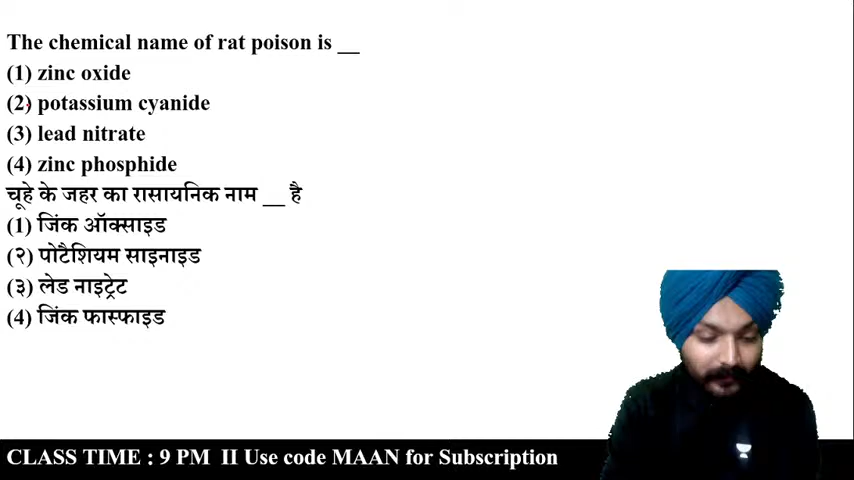 The chemical name of rat poison is __
(1) zinc oxide
(2) potassium cyanide
(3) lead nitrate
(4) zinc phosphide
चूहे के जहर का रासायनिक नाम __ है
(1) जिंक ऑक्साइड
(२) पोटैशियम साइनाइड
(३) लेड नाइट्रेट
(4) जिंक फास्फाइड
CLASS TIME : 9 PM II Use code MAAN for Subscription